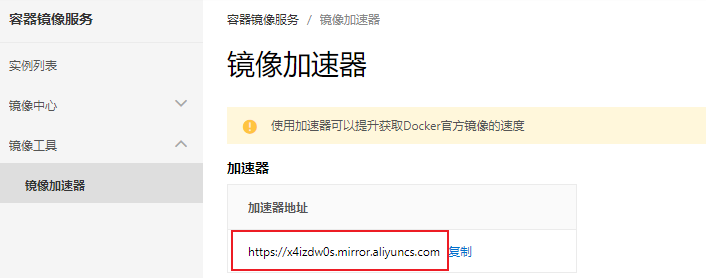 容器镜像服务
实例列表
镜像中心
镜像工具
镜像加速器
容器镜像服务 / 镜像加速器
镜像加速器
使用加速器可以提升获取Docker官方镜像的速度
加速器
加速器地址
https://x4izdw0s.mirror.aliyuncs.com 复制